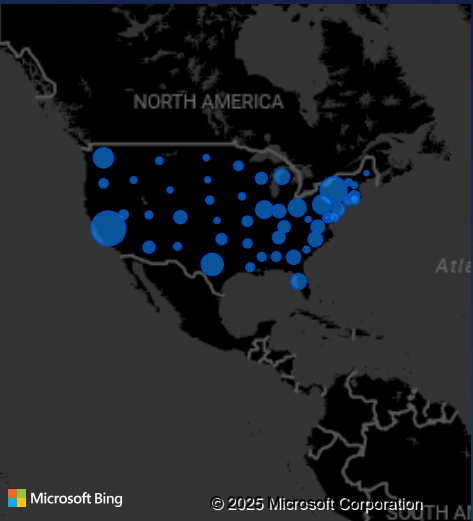 NORTH AMERICA
Atla
Microsoft Bing
© 2025 Microsoft Corporation
SOUTH AM